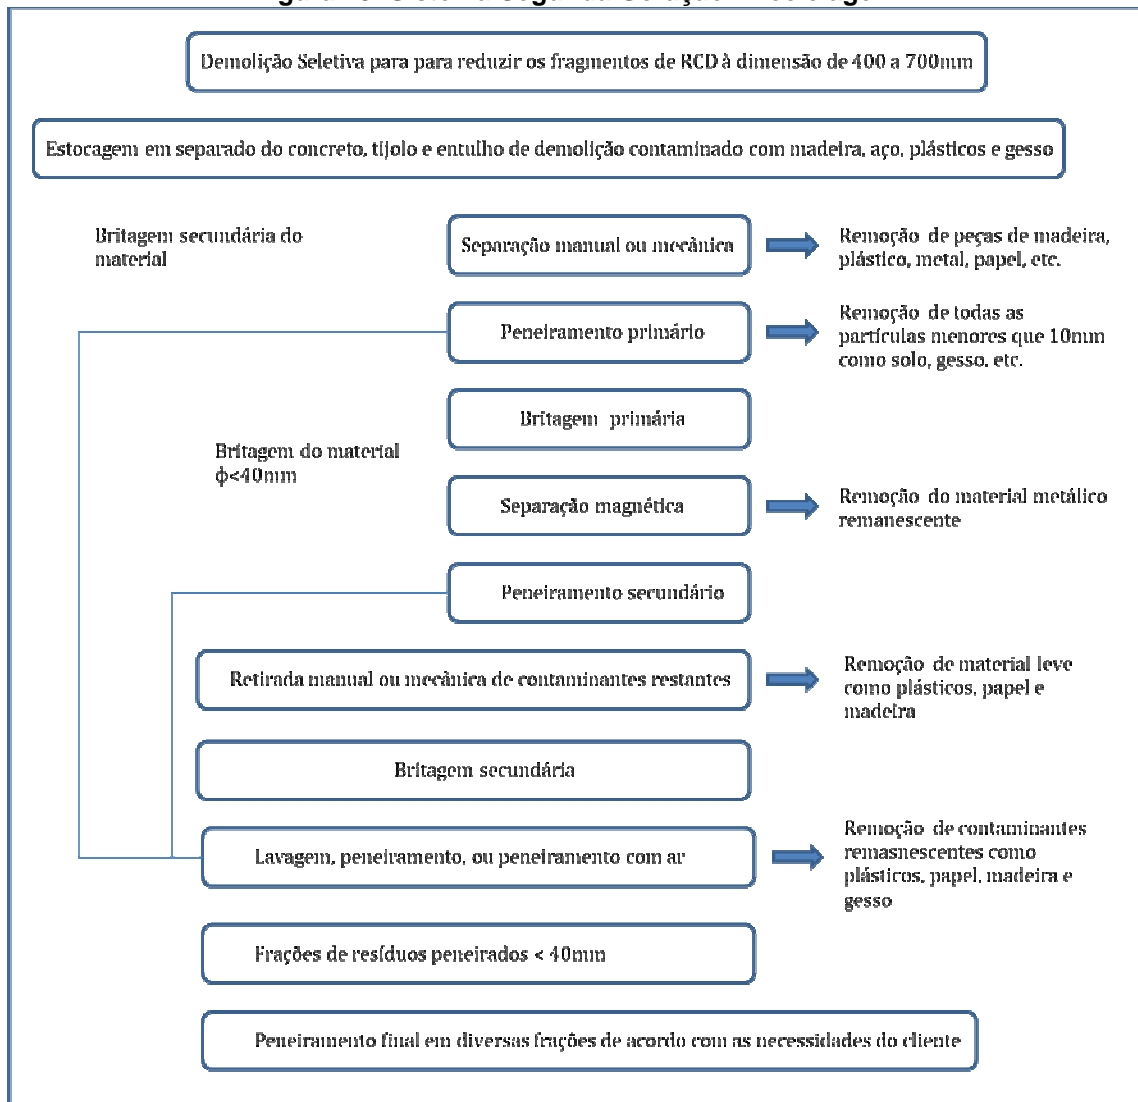 Demolição Seletiva para para reduzir os fragmentos de RCD à dimensão de 400 a 700mm
Estocagem em separado do concreto, tijolo e entulho de demolição contaminado com madeira, aço, plásticos e gesso
Britagem secundária do
material
Separação manual ou mecânica
Remoção de peças de madeira,
plástico, metal, papel, etc.
Peneiramento primário
Remoção de todas as
partículas menores que 10mm
como solo, gesso, etc.
Britagem primária
Britagem do material
ϕ<40mm
Separação magnética
Remoção do material metálico
remanescente
Peneiramento secundário
Retirada manual ou mecânica de contaminantes restantes
Remoção de material leve
como plásticos, papel e
madeira
Britagem secundária
Lavagem, peneiramento, ou peneiramento com ar
Remoção de contaminantes
remasnescentes como
plásticos, papel, madeira e
gesso
Frações de resíduos peneirados < 40mm
Peneiramento final em diversas frações de acordo com as necessidades do cliente